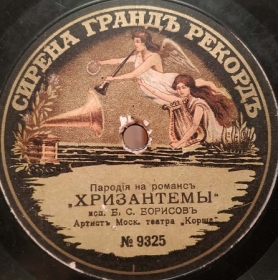 СИРЕНА ГРАНДЪ РЕКОРДЪ
Пародія на романсъ
„ХРИЗАНТЕМЫ“
исп. Б. С. БОРИСОВЪ
Артистъ Моск. театра „Корша“
№ 9325